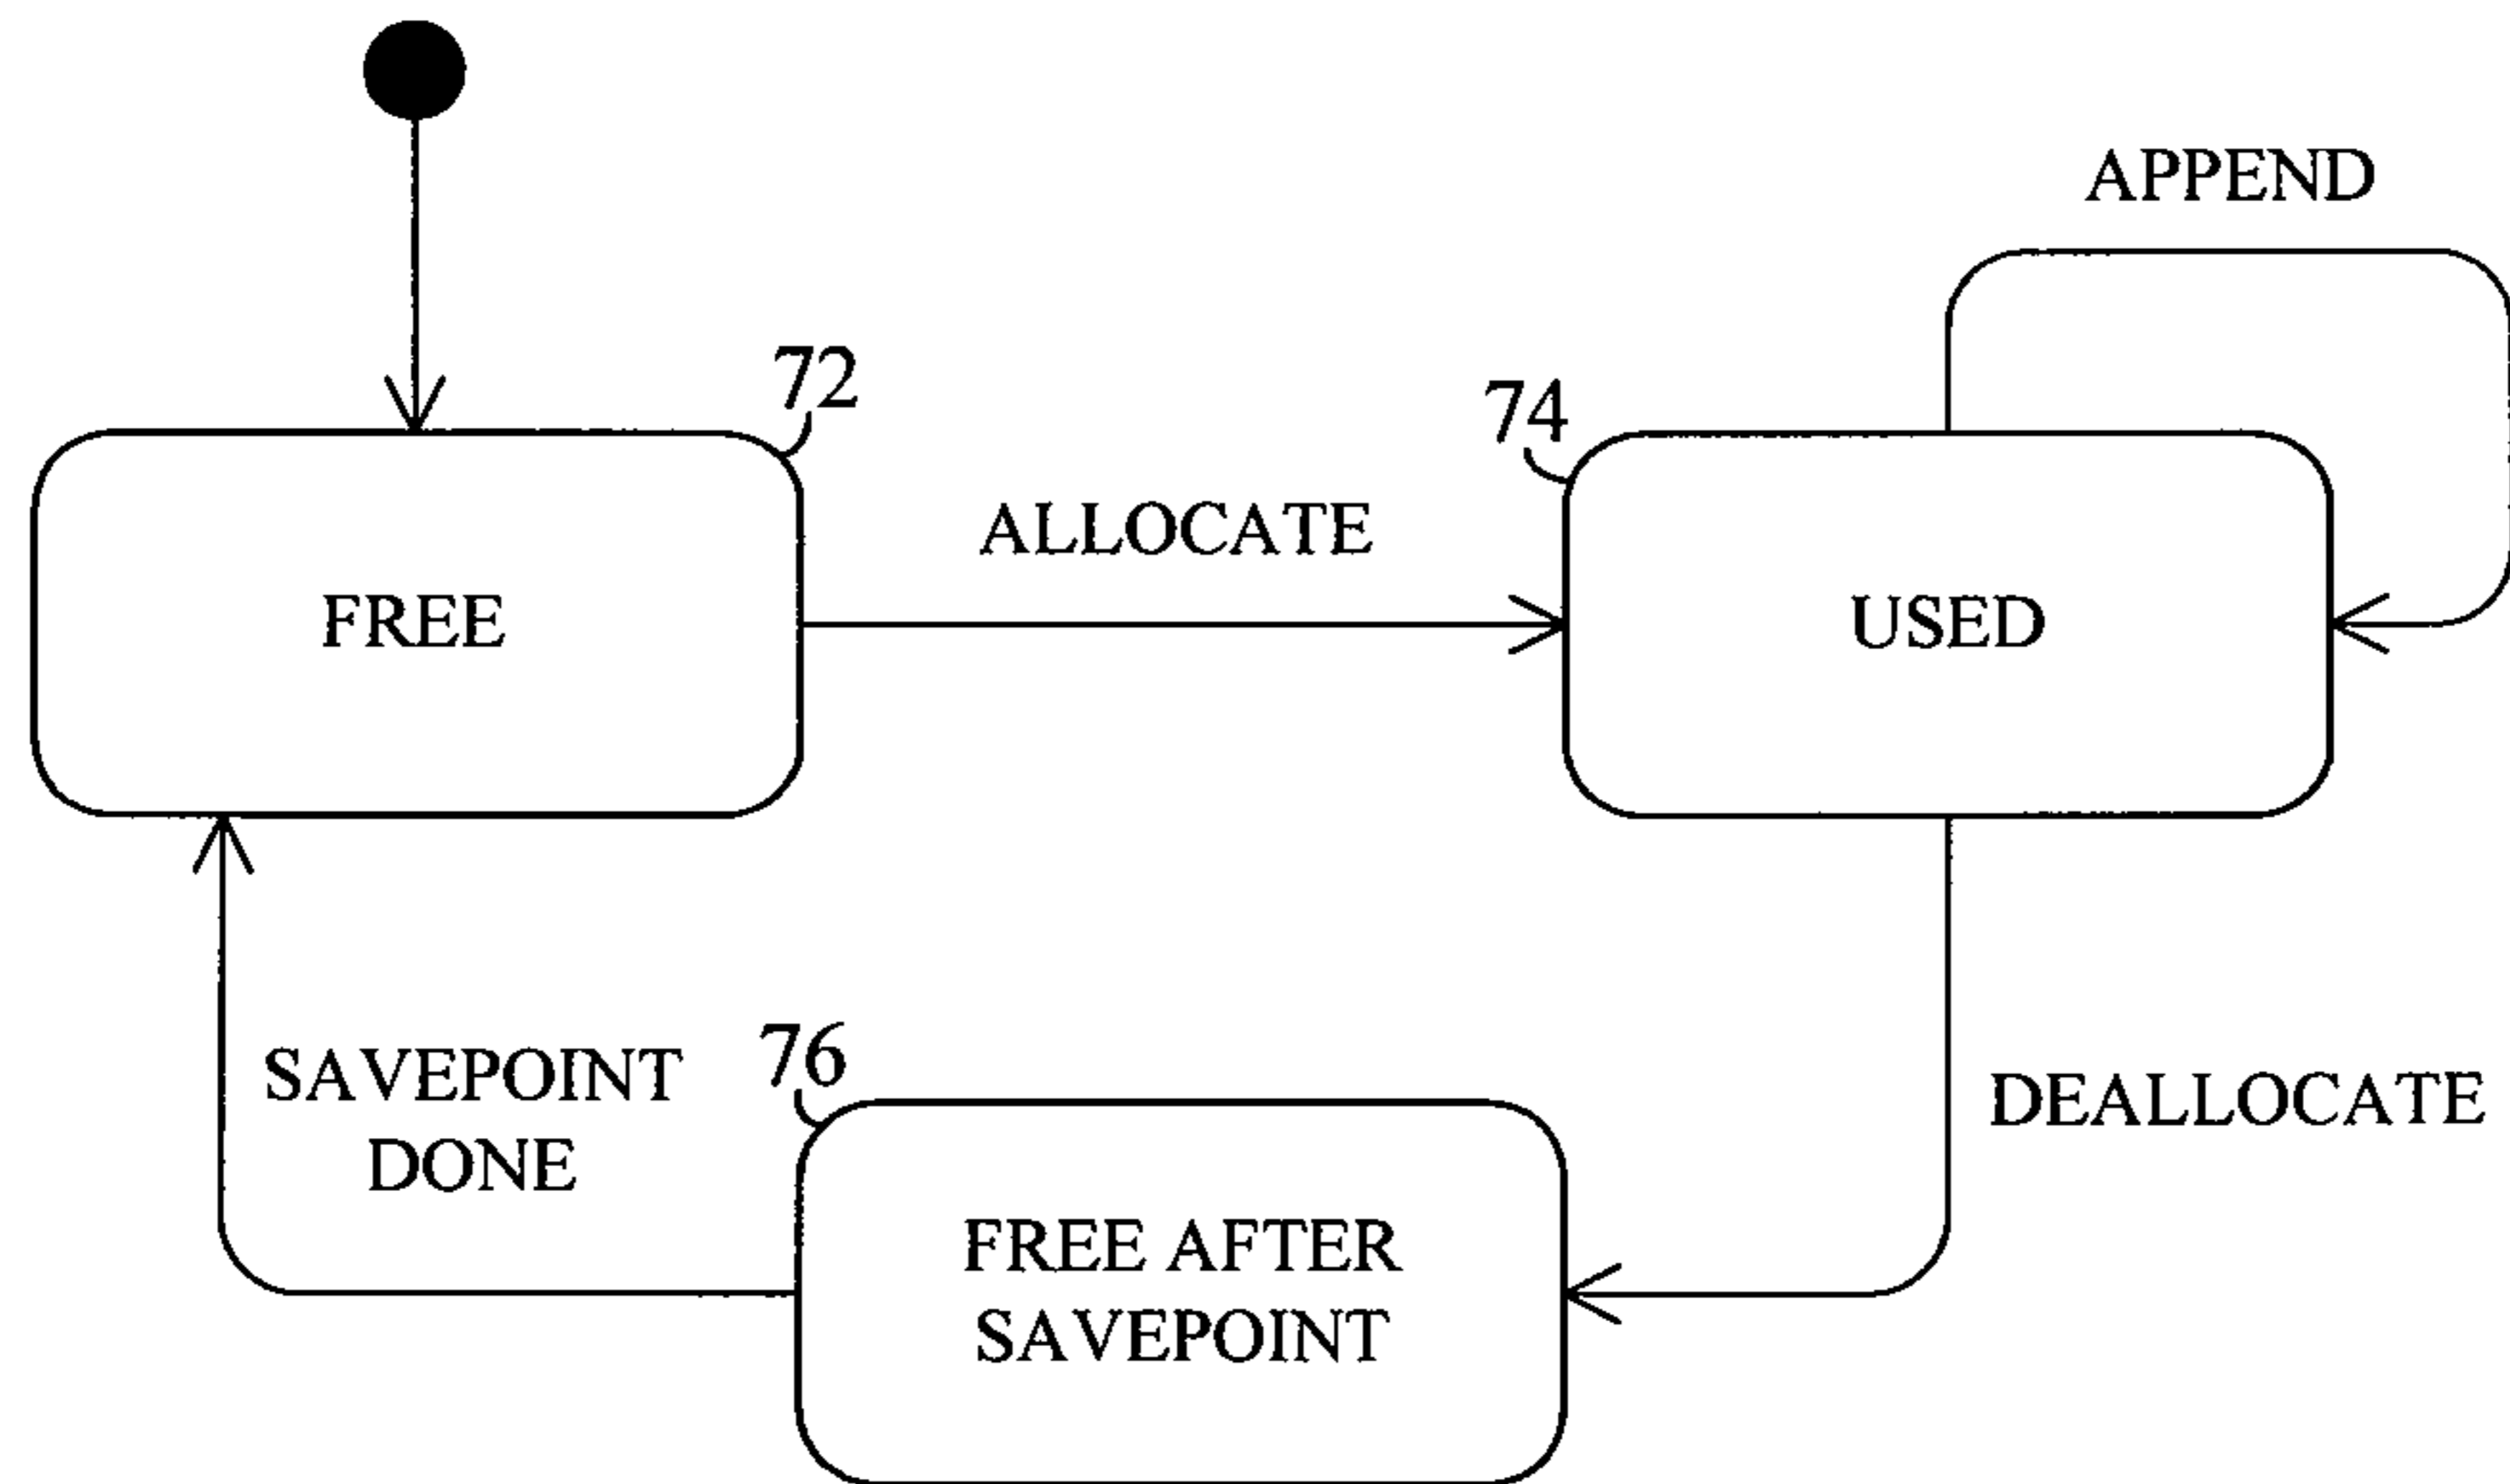 APPEND
72
74
ALLOCATE
FREE
USED
76
SAVEPOINT
DONE
DEALLOCATE
FREE AFTER
SAVEPOINT